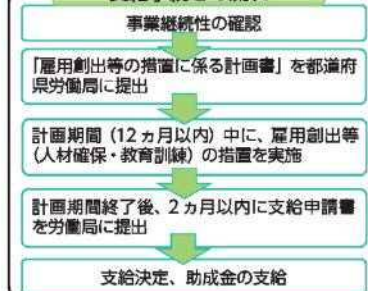 事業継続性の確認
「雇用創出等の措置に係る計画書」を都道府
県労働局に提出
計画期間(12ヵ月以内)中に、雇用創出等
(人材確保・教育訓練)の措置を実施
計画期間終了後、2ヵ月以内に支給申請書
を労働局に提出
支給決定、助成金の支給